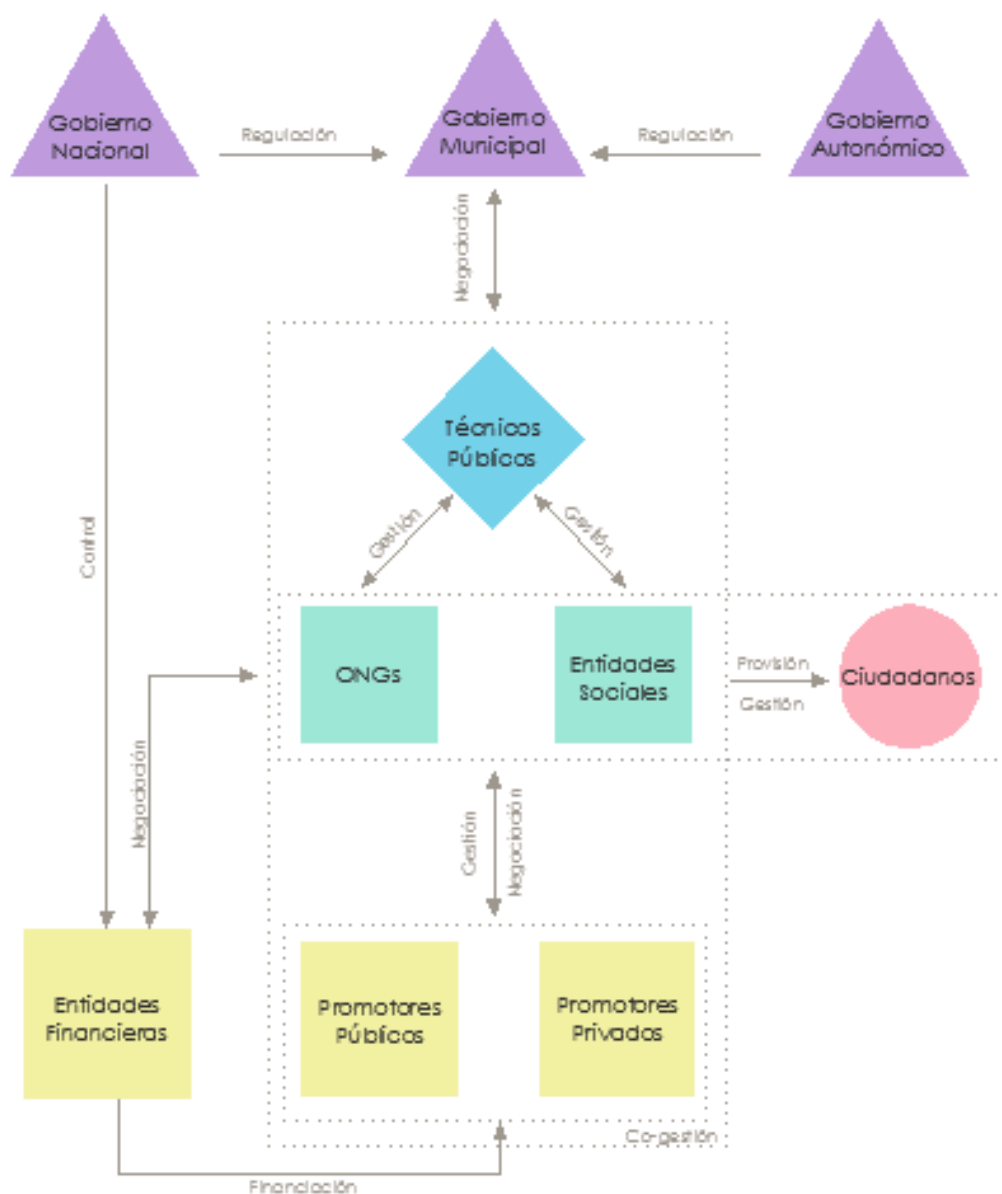 Gobierno
Nacional
Regulación
Gobierno
Municipal
Regulación
Gobierno
Autonómico
Negociación
Control
Técnicos
Públicos
Gestión
Gestión
ONGs
Entidades
Sociales
Provisión
Gestión
Ciudadanos
Negociación
Gestión
Negociación
Entidades
Financieras
Promotores
Públicos
Promotores
Privados
Co-gestión
Financiación